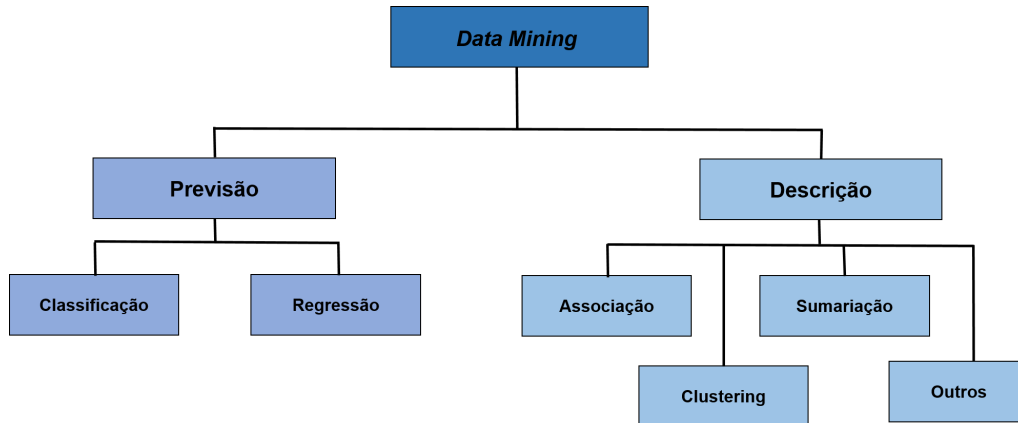 Data Mining
Previsão
Descrição
Classificação
Regressão
Associação
Sumariação
Clustering
Outros